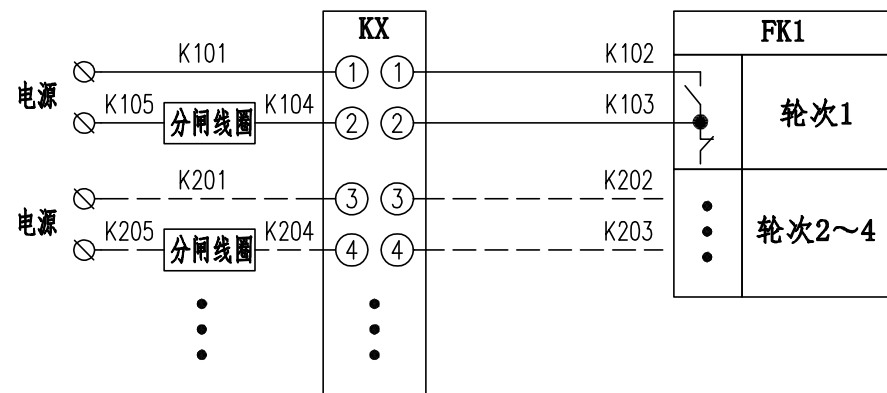 KX
FK1
K101
K102
电源
① ①
K105 分闸线圈 K104
② ②
K103
轮次1
K201
K202
电源
③ ③
K205 分闸线圈 K204
④ ④
K203
轮次2～4